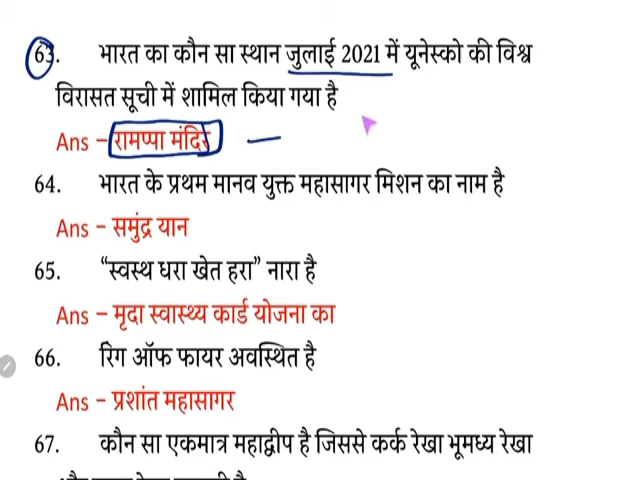 63. भारत का कौन सा स्थान जुलाई 2021 में यूनेस्को की विश्व
विरासत सूची में शामिल किया गया है
Ans – रामप्पा मंदिर
64. भारत के प्रथम मानव युक्त महासागर मिशन का नाम है
Ans – समुंद्र यान
65. “स्वस्थ धरा खेत हरा” नारा है
Ans – मृदा स्वास्थ्य कार्ड योजना का
66. रिंग ऑफ फायर अवस्थित है
Ans – प्रशांत महासागर
67. कौन सा एकमात्र महाद्वीप है जिससे कर्क रेखा भूमध्य रेखा